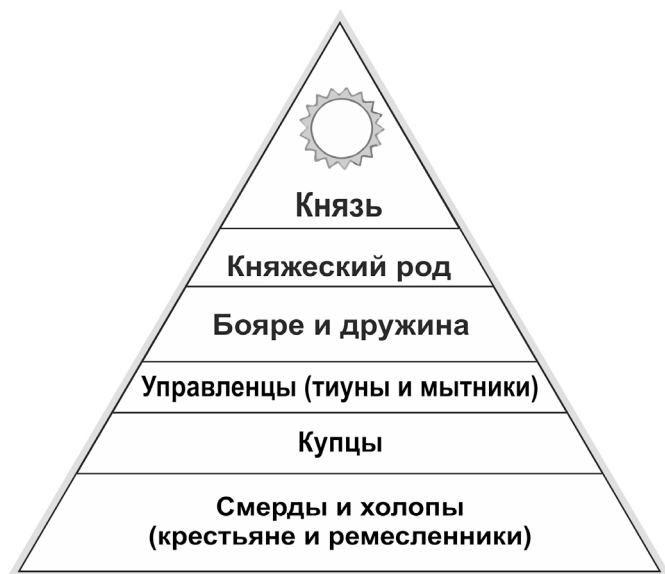 Князь
Княжеский род
Бояре и дружина
Управленцы (тиуны и мытники)
Купцы
Смерды и холопы
(крестьяне и ремесленники)